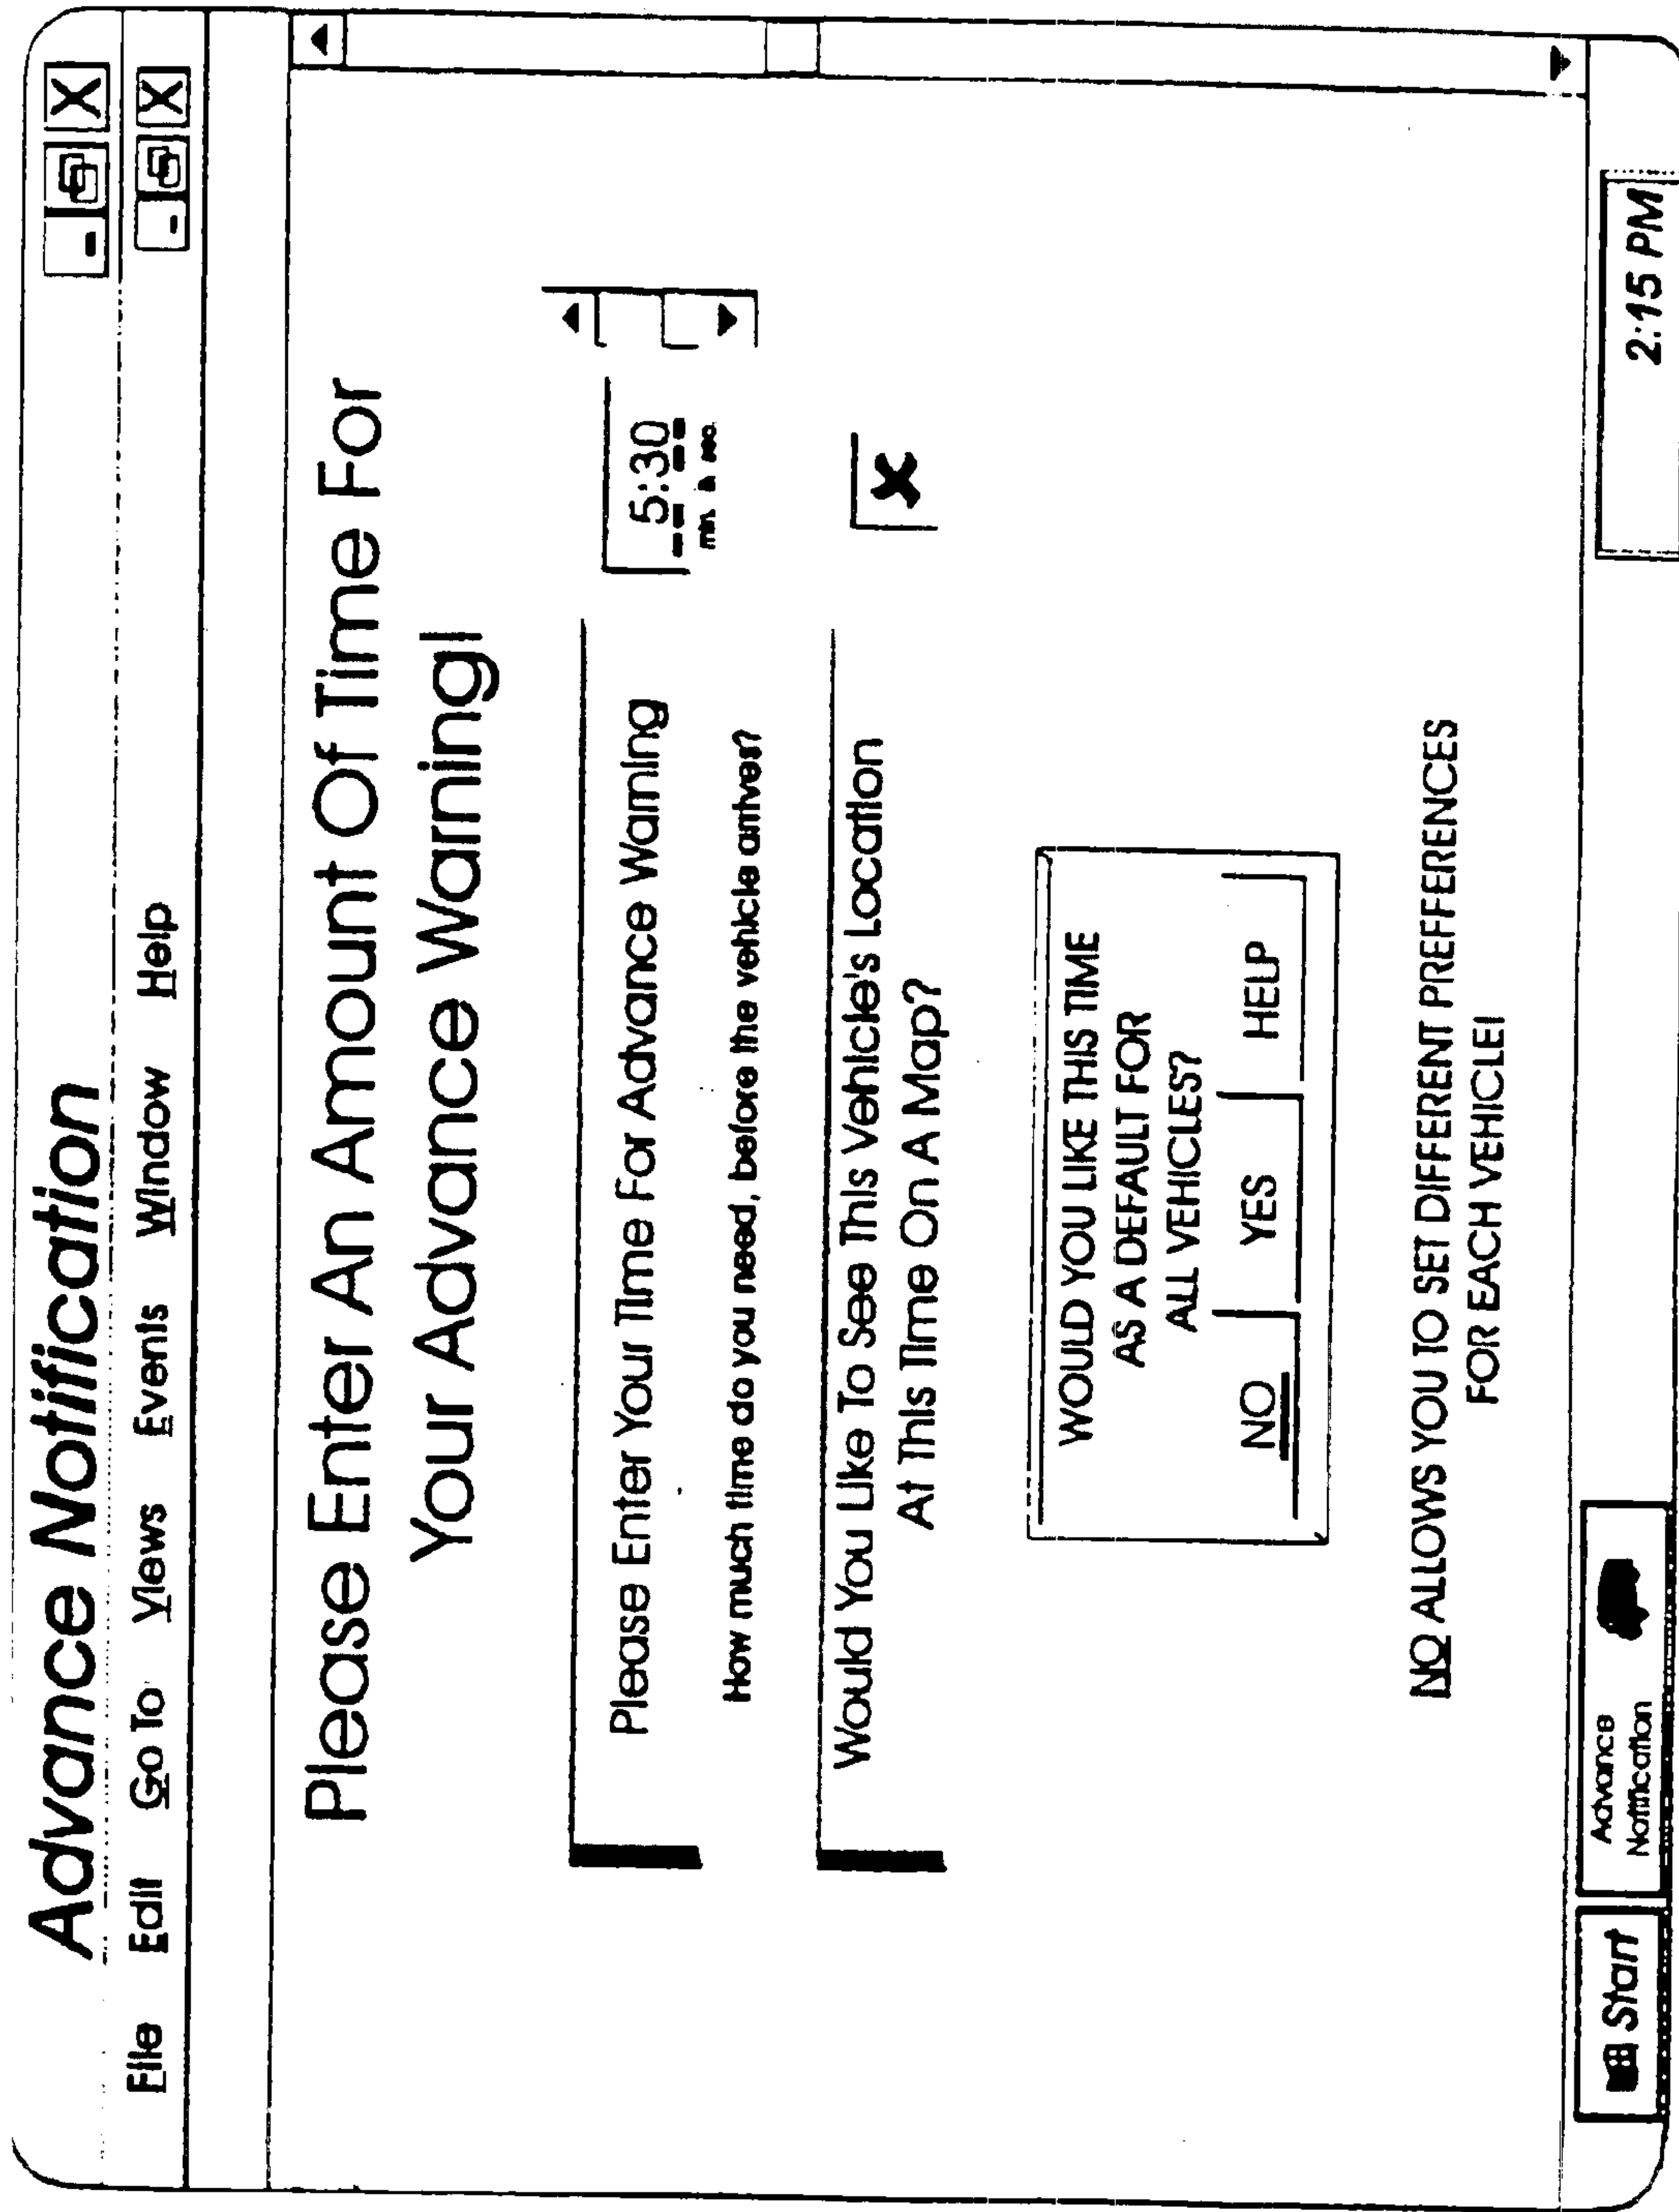 Advance Notification
File Edit Go To Views Events Window Help
Please Enter An Amount Of Time For
Your Advance Warning!
Please Enter Your Time For Advance Warning
5:30
min. & sec.
How much time do you need, before the vehicle arrives?
Would You Like To See This Vehicle's Location
At This Time On A Map?
WOULD YOU LIKE THIS TIME
AS A DEFAULT FOR
ALL VEHICLES?
NO YES HELP
NO ALLOWS YOU TO SET DIFFERENT PREFFERENCES
FOR EACH VEHICLE!
Start
Advance
Notification
2:15 PM